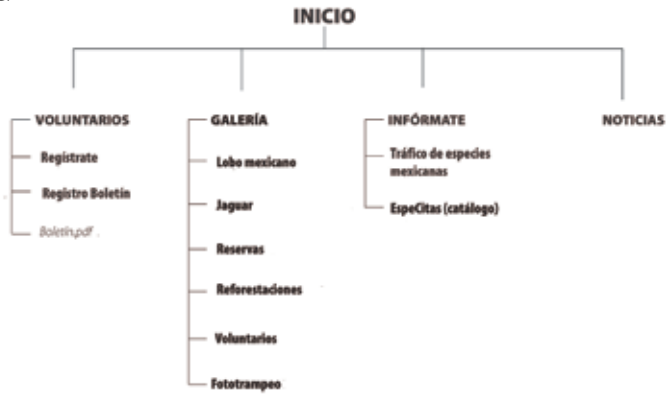 INICIO
VOLUNTARIOS
Regístrate
Registro Boletín
Boletín.pdf
GALERÍA
Lobo mexicano
Jaguar
Reservas
Reforestaciones
Voluntarios
Fototrampeo
INFÓRMATE
Tráfico de especies
mexicanas
EspeCitas (catálogo)
NOTICIAS